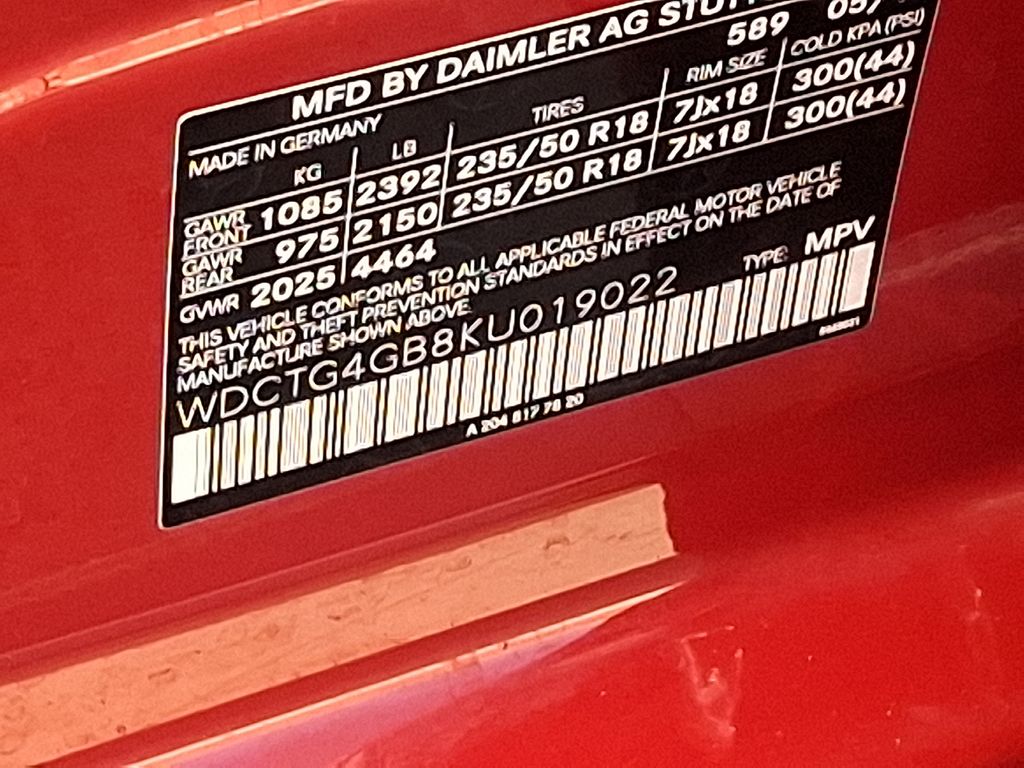 MFD BY DAIMLER AG
589
MADE IN GERMANY
KG LB TIRES RIM SIZE COLD KPA (PSI)
GAWR FRONT 1085 2392 235/50 R18 7Jx18 300(44)
GAWR REAR 975 2150 235/50 R18 7Jx18 300(44)
GVWR 2025 4464
THIS VEHICLE CONFORMS TO ALL APPLICABLE FEDERAL MOTOR VEHICLE
SAFETY AND THEFT PREVENTION STANDARDS IN EFFECT ON THE DATE OF
MANUFACTURE SHOWN ABOVE.
WDCTG4GB8KU019022 TYPE: MPV
A 204 817 78 20